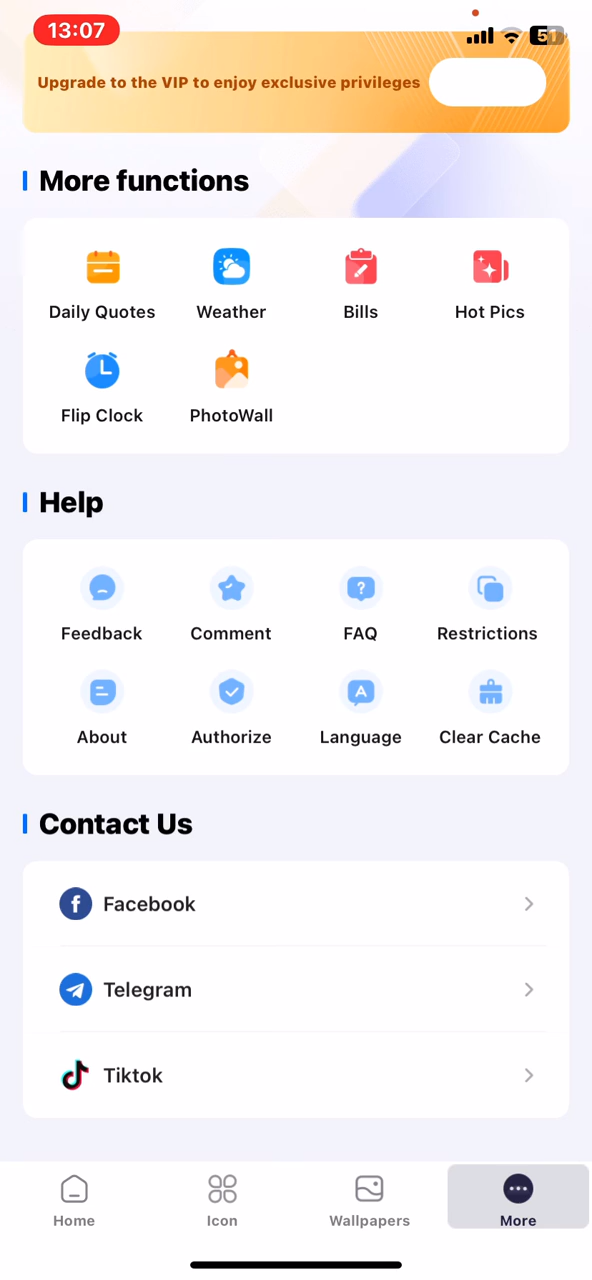 13:07
51
Upgrade to the VIP to enjoy exclusive privileges
More functions
Daily Quotes Weather Bills Hot Pics
Flip Clock PhotoWall
Help
Feedback Comment FAQ Restrictions
About Authorize Language Clear Cache
Contact Us
Facebook
Telegram
Tiktok
Home Icon Wallpapers More